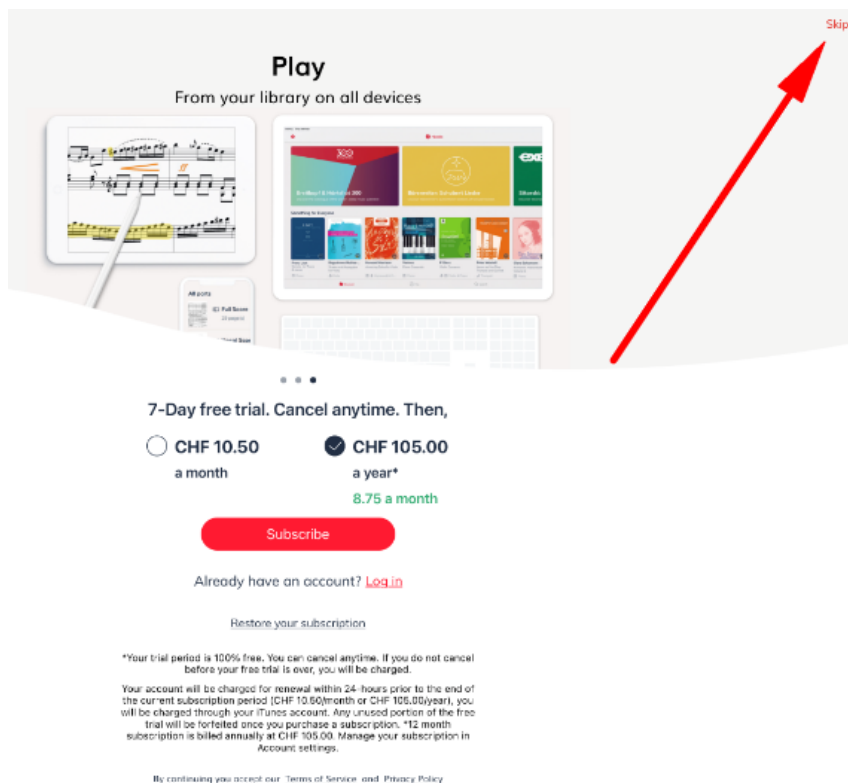 Skip
Play
From your library on all devices
All parts
Full Score
7-Day free trial. Cancel anytime. Then,
CHF 10.50
a month
CHF 105.00
a year*
8.75 a month
Subscribe
Already have an account? Log in
Restore your subscription
*Your trial period is 100% free. You can cancel anytime. If you do not cancel
before your free trial is over, you will be charged.
Your account will be charged for renewal within 24-hours prior to the end of
the current subscription period (CHF 10.50/month or CHF 105.00/year), you
will be charged through your iTunes account. Any unused portion of the free
trial will be forfeited once you purchase a subscription. *12 month
subscription is billed annually at CHF 105.00. Manage your subscription in
Account settings.
By continuing you accept our Terms of Service and Privacy Policy